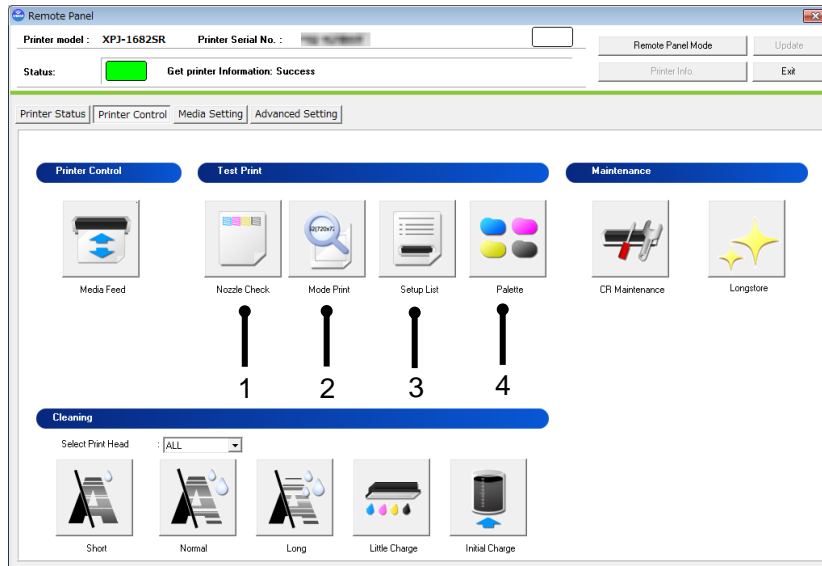 Remote Panel
Printer model : XPJ-1682SR Printer Serial No. :
Remote Panel Mode Update
Status: Get printer Information: Success
Printer Info. Exit
Printer Status Printer Control Media Setting Advanced Setting
Printer Control Test Print Maintenance
Media Feed Nozzle Check Mode Print Setup List Palette CR Maintenance Longstore
1 2 3 4
Cleaning
Select Print Head : ALL
Short Normal Long Little Charge Initial Charge